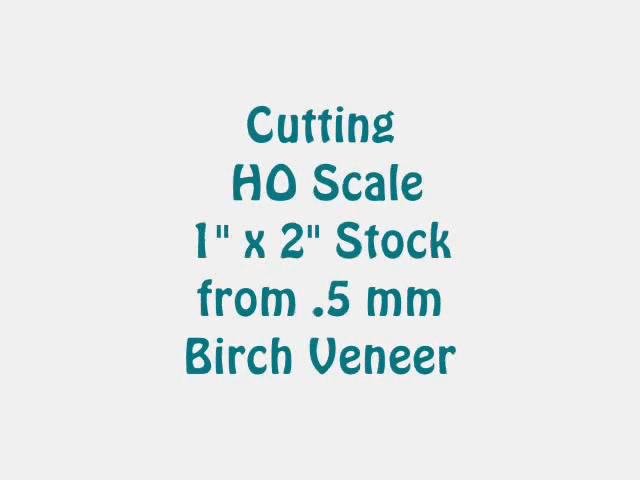 Cutting
HO Scale
1" x 2" Stock
from .5 mm
Birch Veneer